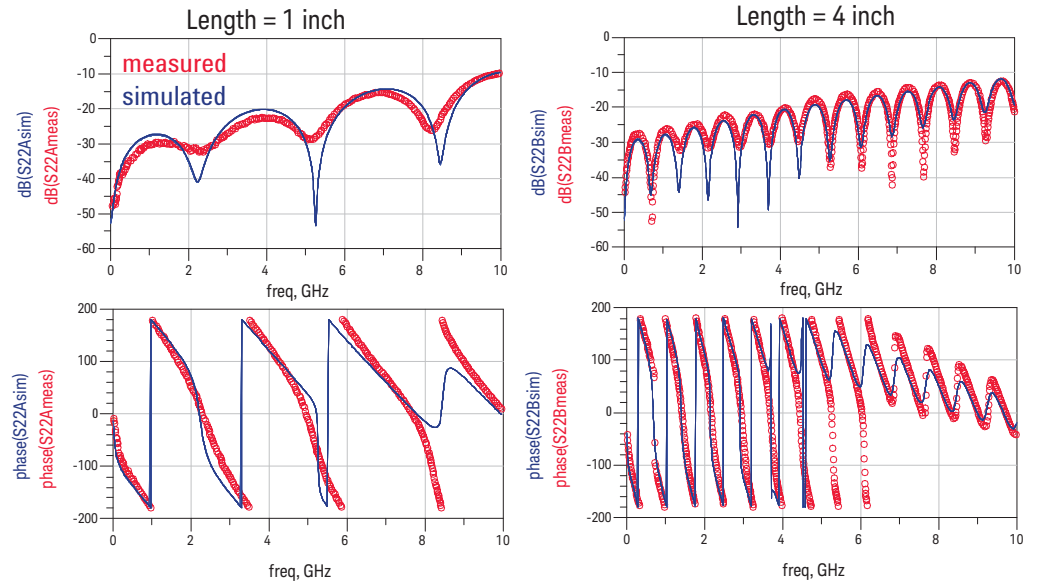 Length = 1 inch
Length = 4 inch
measured
simulated
dB(S22Asim)
dB(S22Ameas)
0
-10
-20
-30
-40
-50
-60
0 2 4 6 8 10
freq, GHz
dB(S22Bsim)
dB(S22Bmeas)
0
-10
-20
-30
-40
-50
-60
0 2 4 6 8 10
freq, GHz
phase(S22Asim)
phase(S22Ameas)
200
100
0
-100
-200
0 2 4 6 8 10
freq, GHz
phase(S22Bsim)
phase(S22Bmeas)
200
100
0
-100
-200
0 2 4 6 8 10
freq, GHz